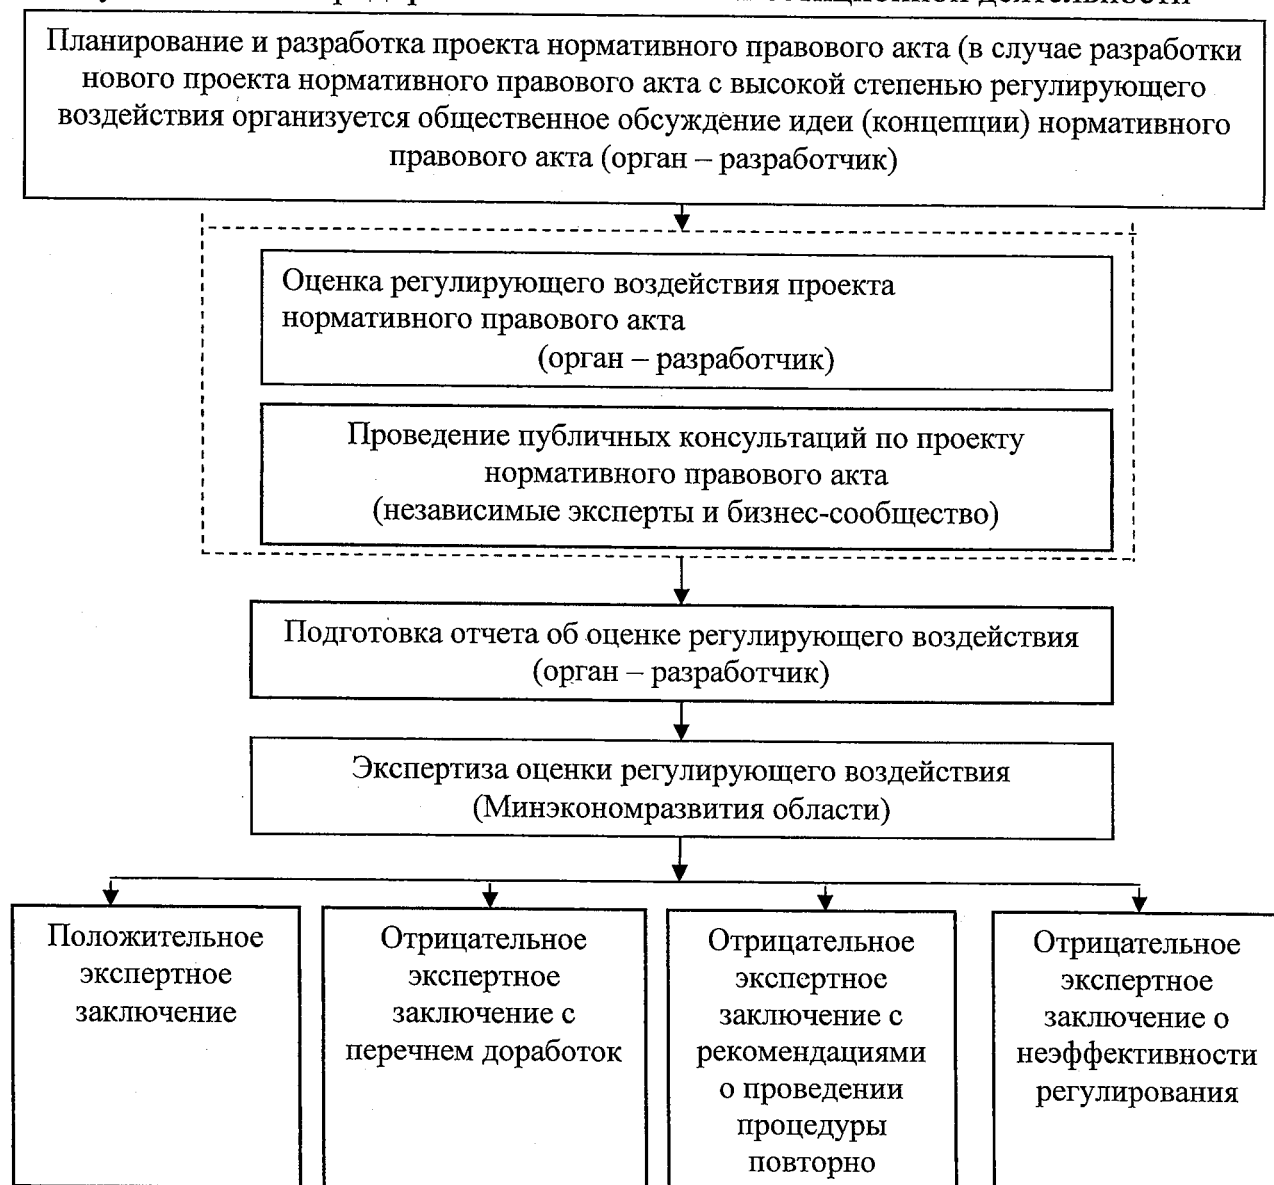 деятельности
Планирование и разработка проекта нормативного правового акта (в случае разработки
нового проекта нормативного правового акта с высокой степенью регулирующего
воздействия организуется общественное обсуждение идеи (концепции) нормативного
правового акта (орган – разработчик)
Оценка регулирующего воздействия проекта
нормативного правового акта
(орган – разработчик)
Проведение публичных консультаций по проекту
нормативного правового акта
(независимые эксперты и бизнес-сообщество)
Подготовка отчета об оценке регулирующего воздействия
(орган – разработчик)
Экспертиза оценки регулирующего воздействия
(Минэкономразвития области)
Положительное
экспертное
заключение
Отрицательное
экспертное
заключение с
перечнем доработок
Отрицательное
экспертное
заключение с
рекомендациями
о проведении
процедуры
повторно
Отрицательное
экспертное
заключение о
неэффективности
регулирования